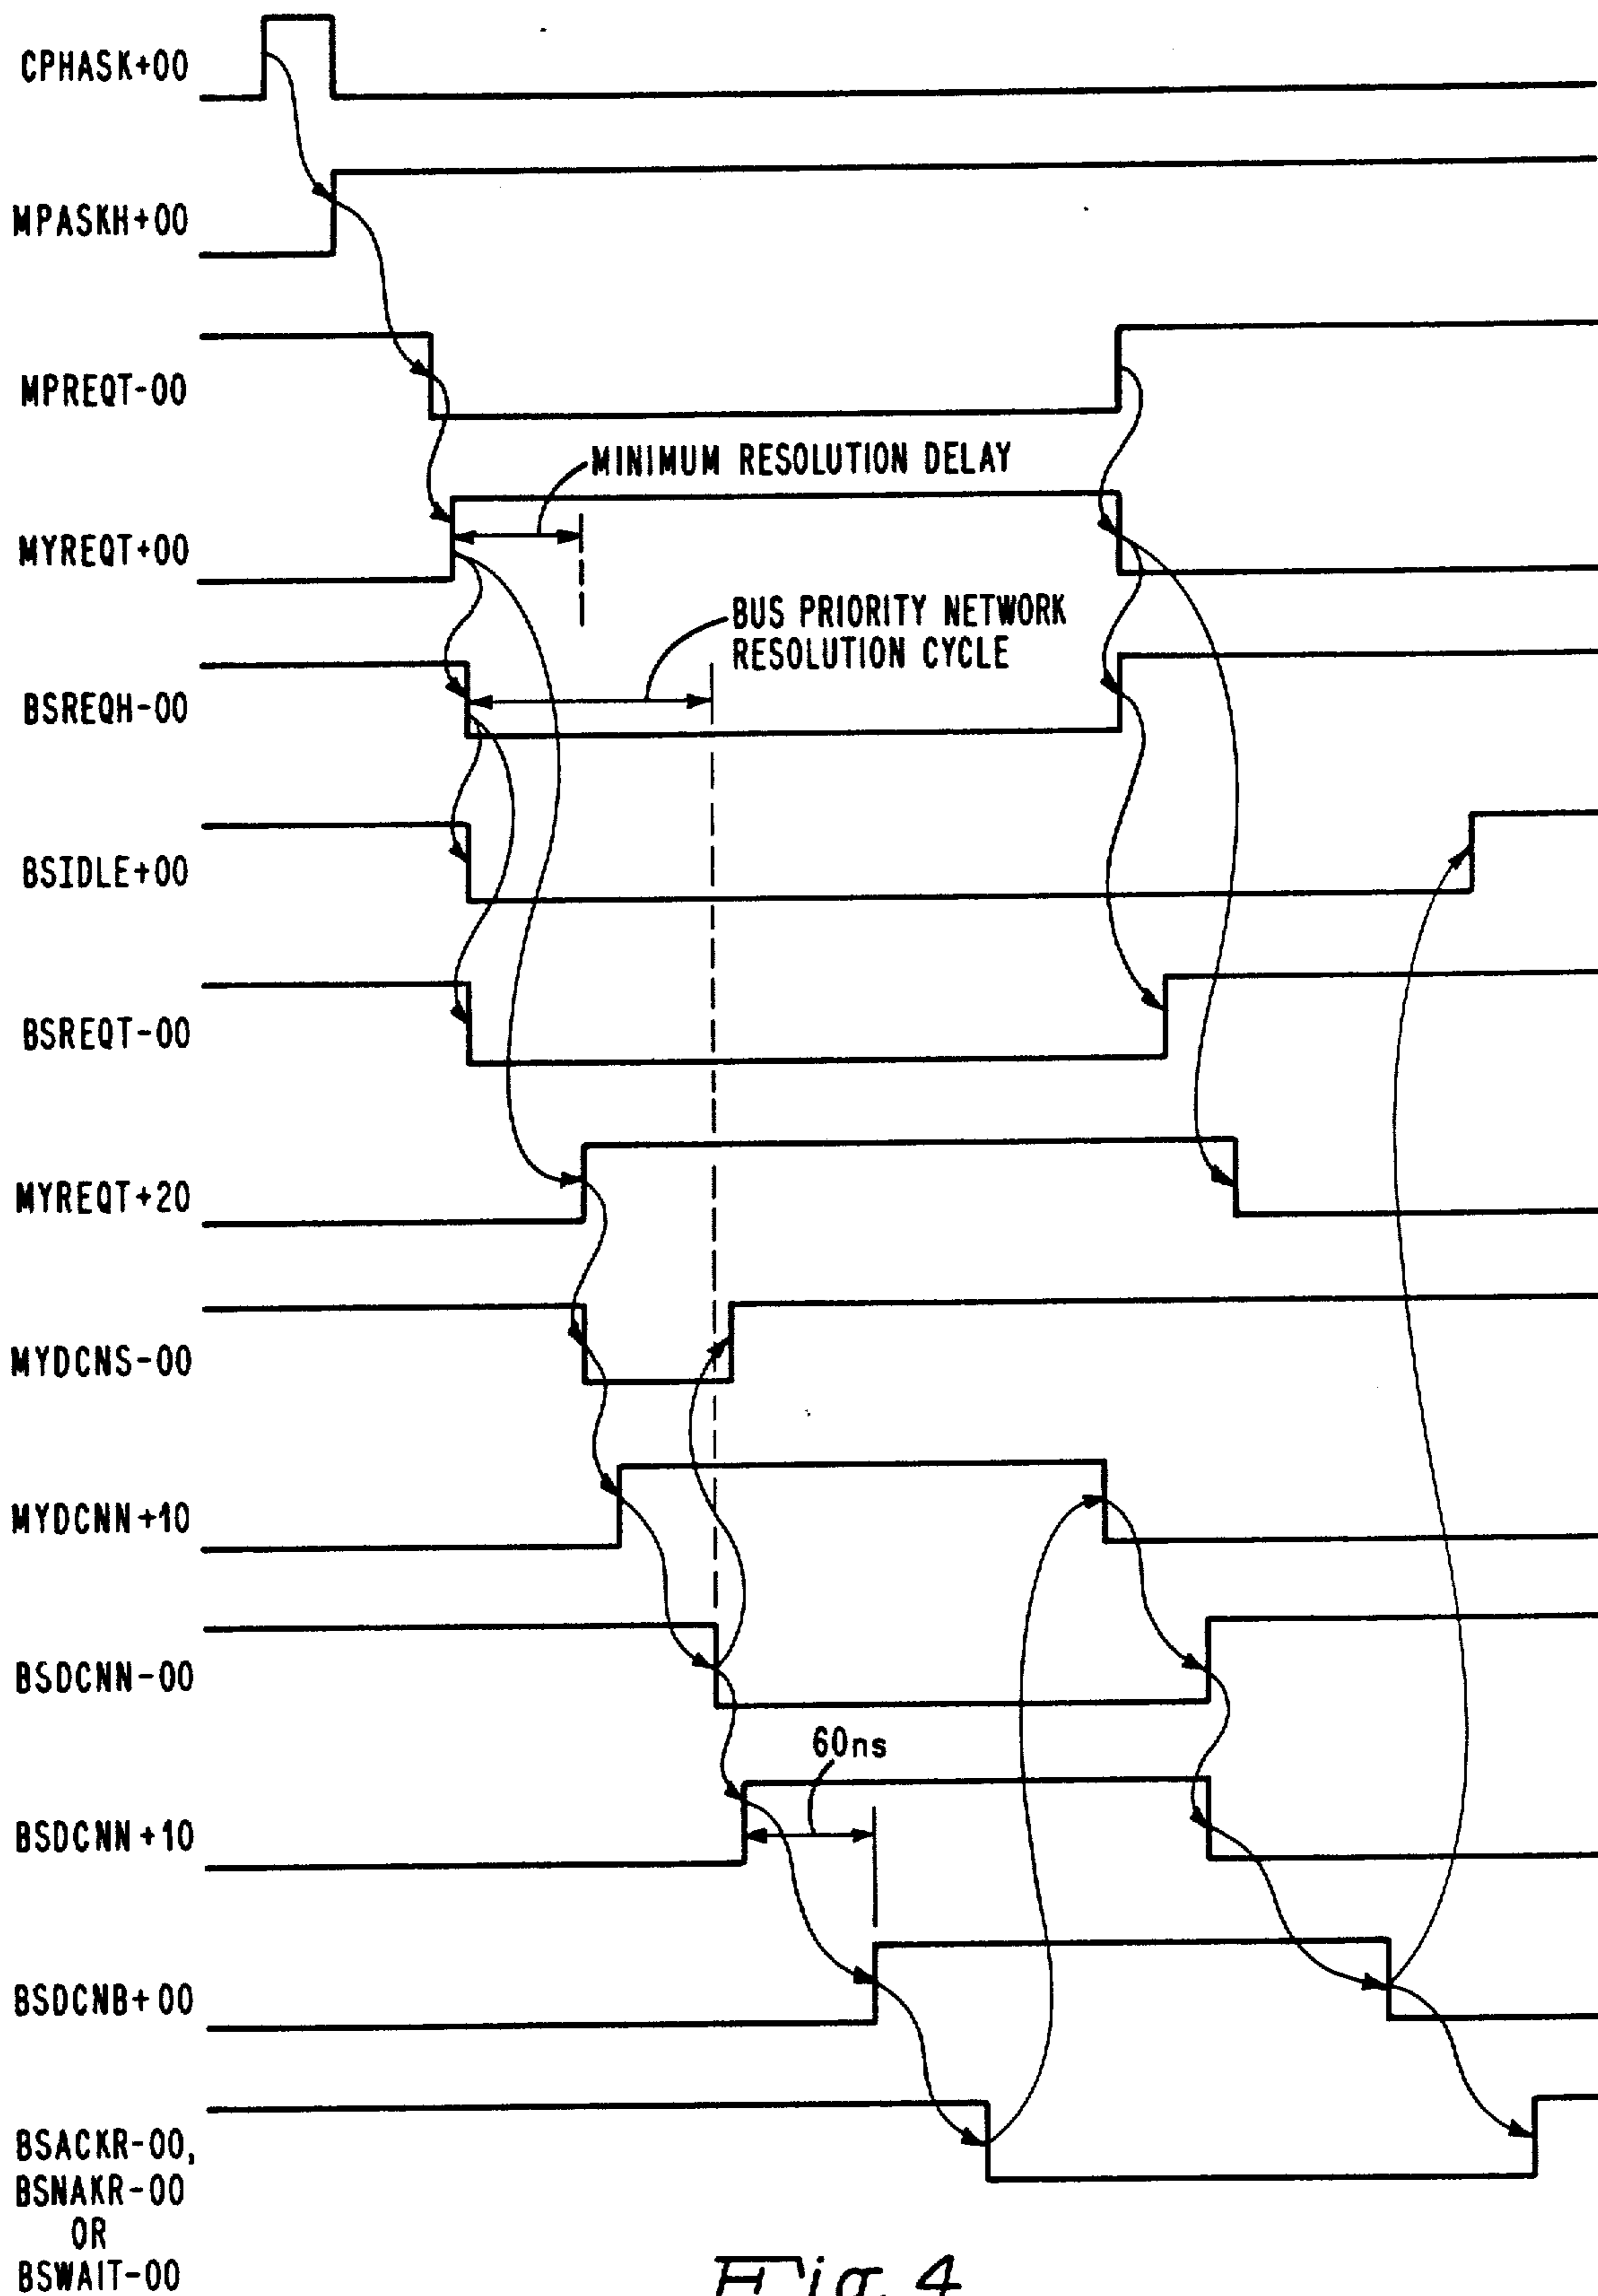 CPHASK+00
MPASKH+00
MPREQT-00
MINIMUM RESOLUTION DELAY
MYREQT+00
BUS PRIORITY NETWORK
RESOLUTION CYCLE
BSREQH-00
BSIDLE+00
BSREQT-00
MYREQT+20
MYDCNS-00
MYDCNN+10
BSDCNN-00
60ns
BSDCNN+10
BSDCNB+00
BSACKR-00,
BSNAKR-00
OR
BSWAIT-00
Fig. 4